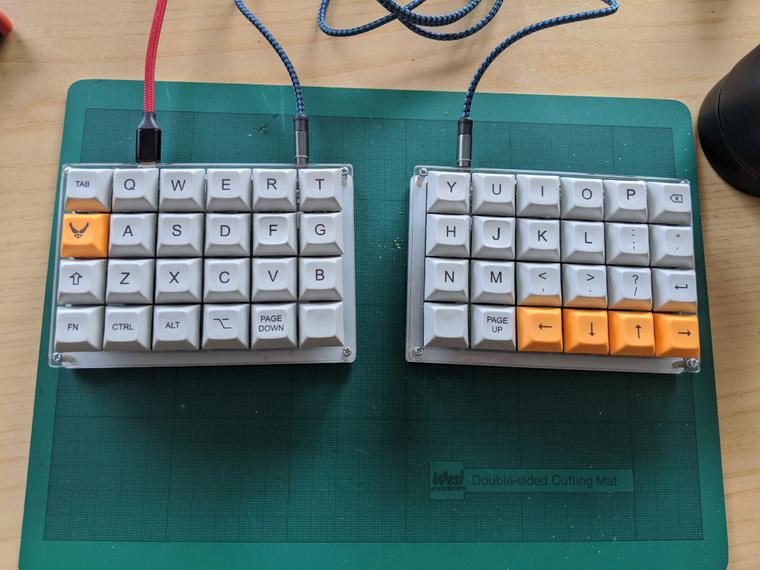 TAB Q W E R T
A S D F G
⇧ Z X C V B
FN CTRL ALT ⌥ PAGE DOWN
Y U I O P ⌫
H J K L : ; " ,
N M < , > . ? / ↵
PAGE UP ← ↓ ↑ →
West
Double-sided Cutting Mat